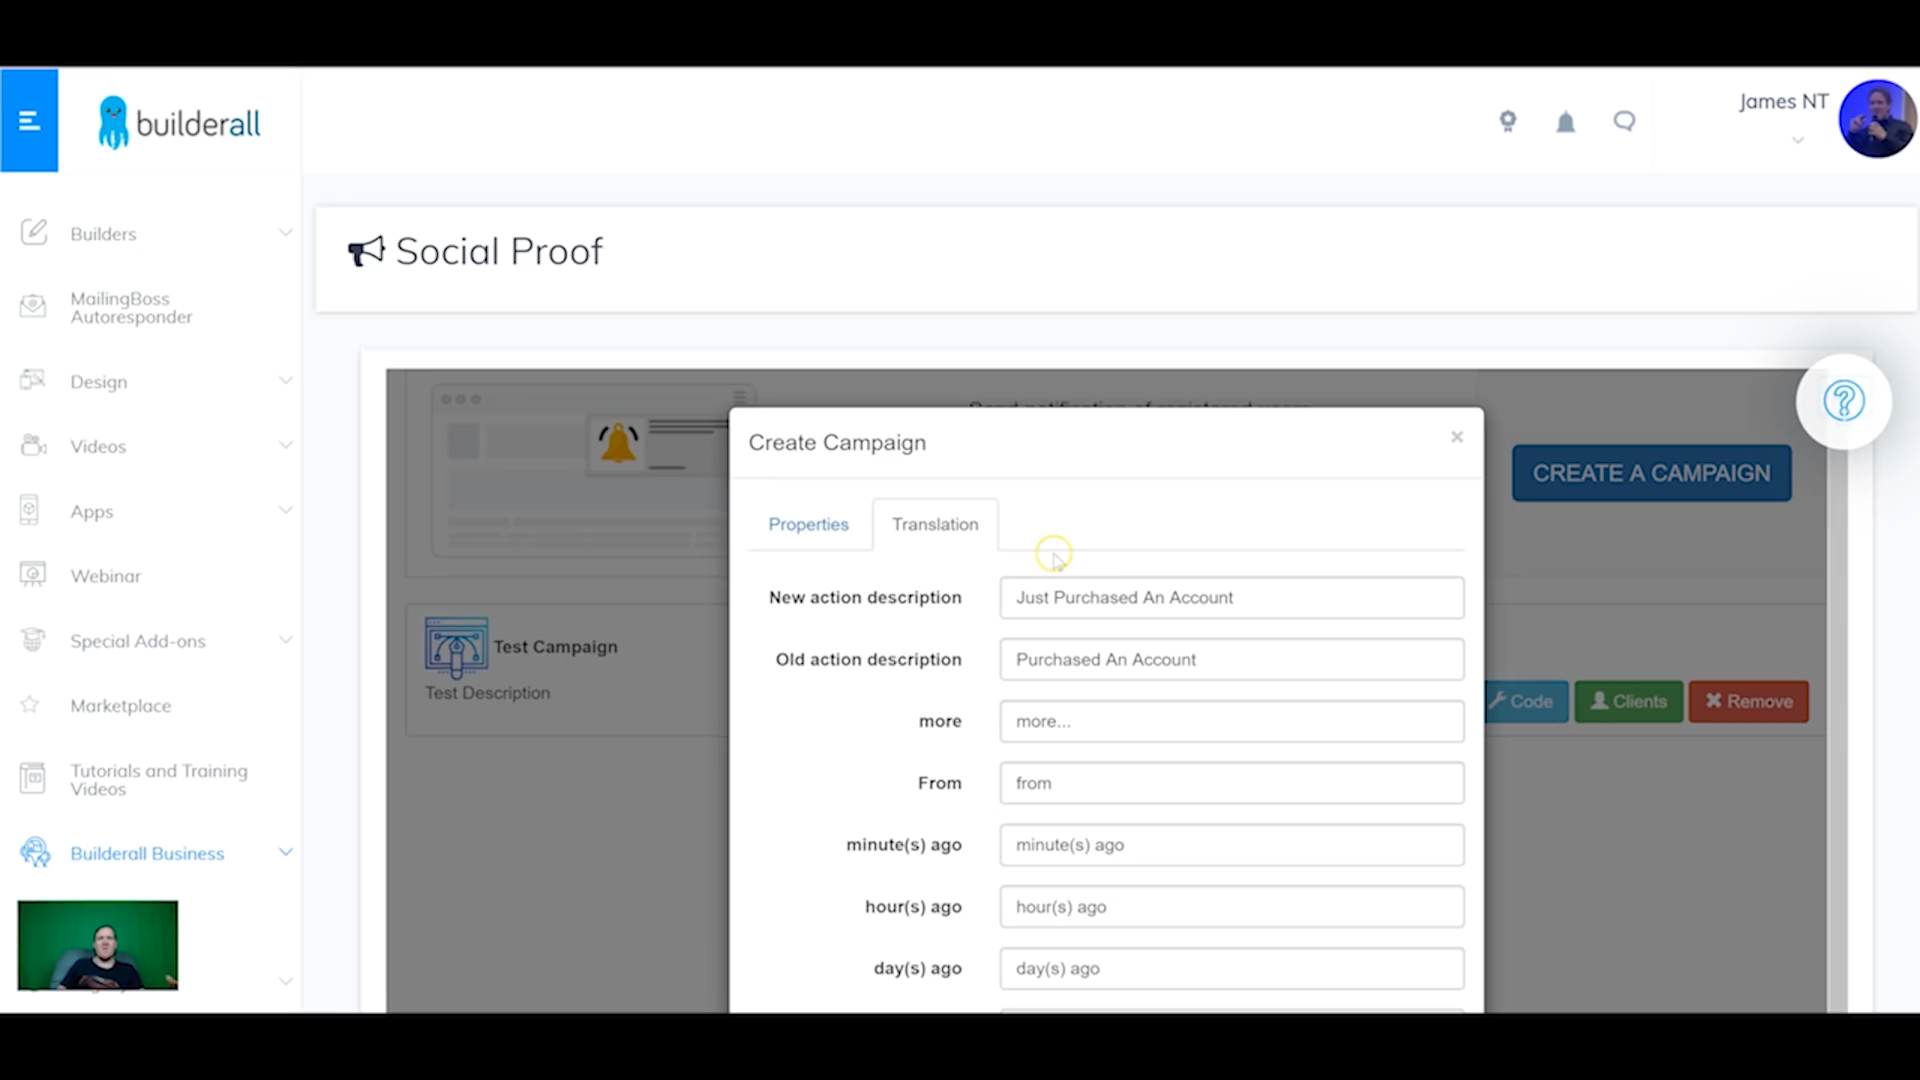 builderall
James NT
Builders
MailingBoss
Autoresponder
Design
Videos
Apps
Webinar
Special Add-ons
Marketplace
Tutorials and Training
Videos
Builderall Business
Social Proof
CREATE A CAMPAIGN
Test Campaign
Test Description
Code
Clients
Remove
Create Campaign
×
Properties
Translation
New action description
Just Purchased An Account
Old action description
Purchased An Account
more
more...
From
from
minute(s) ago
minute(s) ago
hour(s) ago
hour(s) ago
day(s) ago
day(s) ago